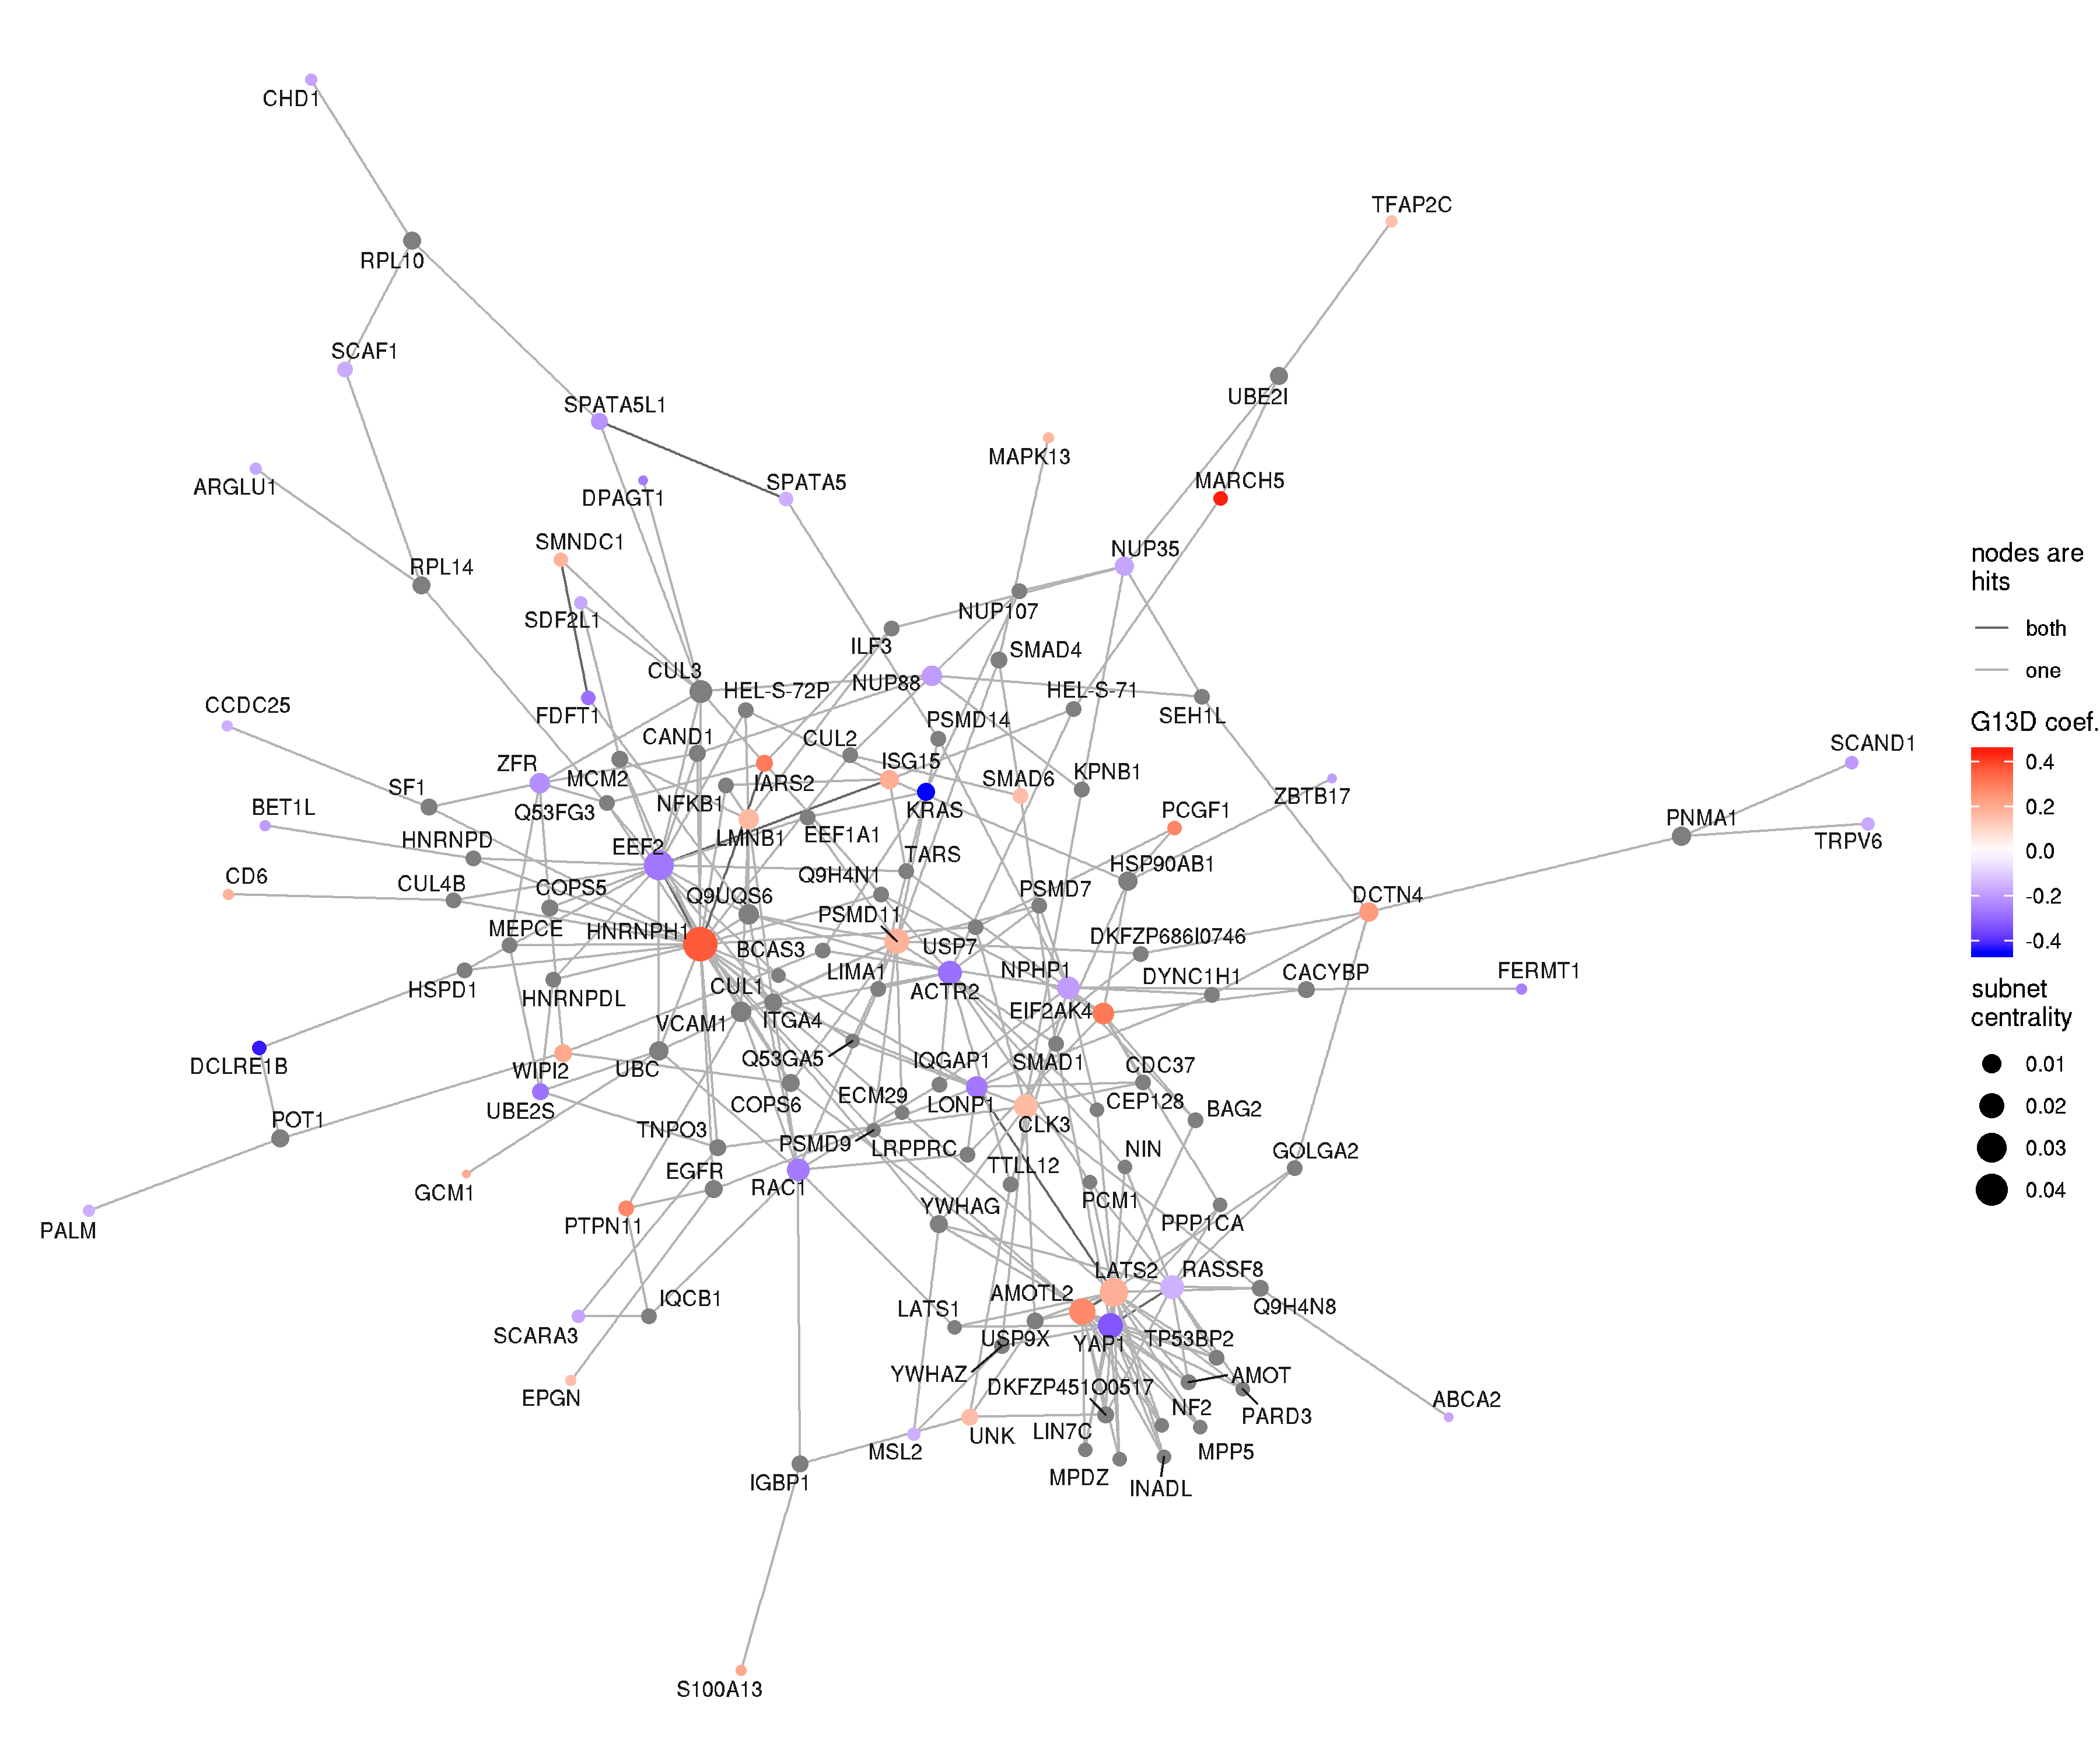 CHD1
TFAP2C
RPL10
SCAF1
UBE2I
SPATA5L1
MAPK13
ARGLU1
DPAGT1
SPATA5
MARCH5
SMNDC1
NUP35
RPL14
SDF2L1
NUP107
ILF3
SMAD4
CUL3
HEL-S-72P
NUP88
HEL-S-71
CCDC25
FDFT1
SEH1L
PSMD14
CAND1
CUL2
ZFR
MCM2
IARS2
ISG15
SMAD6
KPNB1
SCAND1
SF1
Q53FG3
NFKB1
KRAS
ZBTB17
BET1L
PCGF1
PNMA1
HNRNPD
EEF2
LMNB1
EEF1A1
TRPV6
TARS
HSP90AB1
CD6
CUL4B
COPS5
Q9UQS6
Q9H4N1
PSMD7
DCTN4
MEPCE
HNRNPH1
PSMD11
BCAS3
USP7
DKFZP686I0746
HSPD1
HNRNPDL
CUL1
LIMA1
ACTR2
NPHP1
DYNC1H1
CACYBP
FERMT1
VCAM1
ITGA4
EIF2AK4
DCLRE1B
WIPI2
UBC
Q53GA5
IQGAP1
SMAD1
CDC37
UBE2S
COPS6
ECM29
LONP1
CEP128
BAG2
POT1
TNPO3
PSMD9
LRPPRC
CLK3
NIN
GOLGA2
GCM1
EGFR
RAC1
TTLL12
PCM1
PALM
PTPN11
YWHAG
PPP1CA
LATS2
RASSF8
IQCB1
LATS1
AMOTL2
Q9H4N8
SCARA3
USP9X
YAP1
TP53BP2
YWHAZ
AMOT
EPGN
DKFZP451O0517
NF2
PARD3
ABCA2
MSL2
UNK
LIN7C
MPP5
IGBP1
MPDZ
INADL
S100A13
nodes are
hits
both
one
G13D coef.
0.4
0.2
0.0
-0.2
-0.4
subnet
centrality
0.01
0.02
0.03
0.04